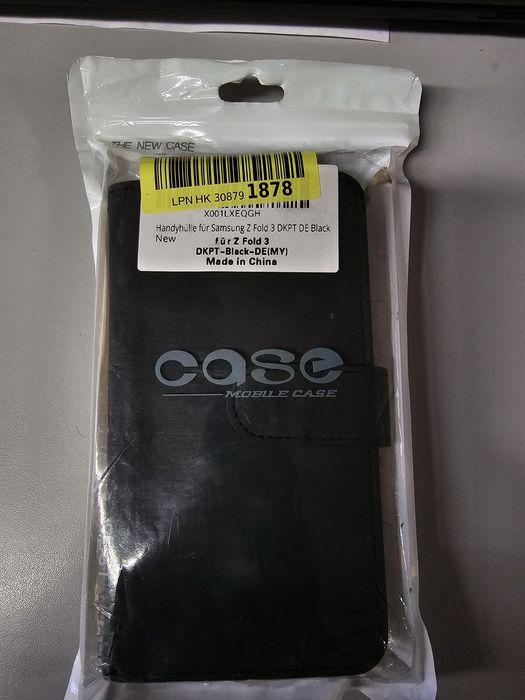 THE NEW CASE
LPN HK 30879 1878
X001LXEQGH
Handyhülle für Samsung Z Fold 3 DKPT DE Black
New
für Z Fold 3
DKPT-Black-DE(MY)
Made in China
case
MOBILE CASE